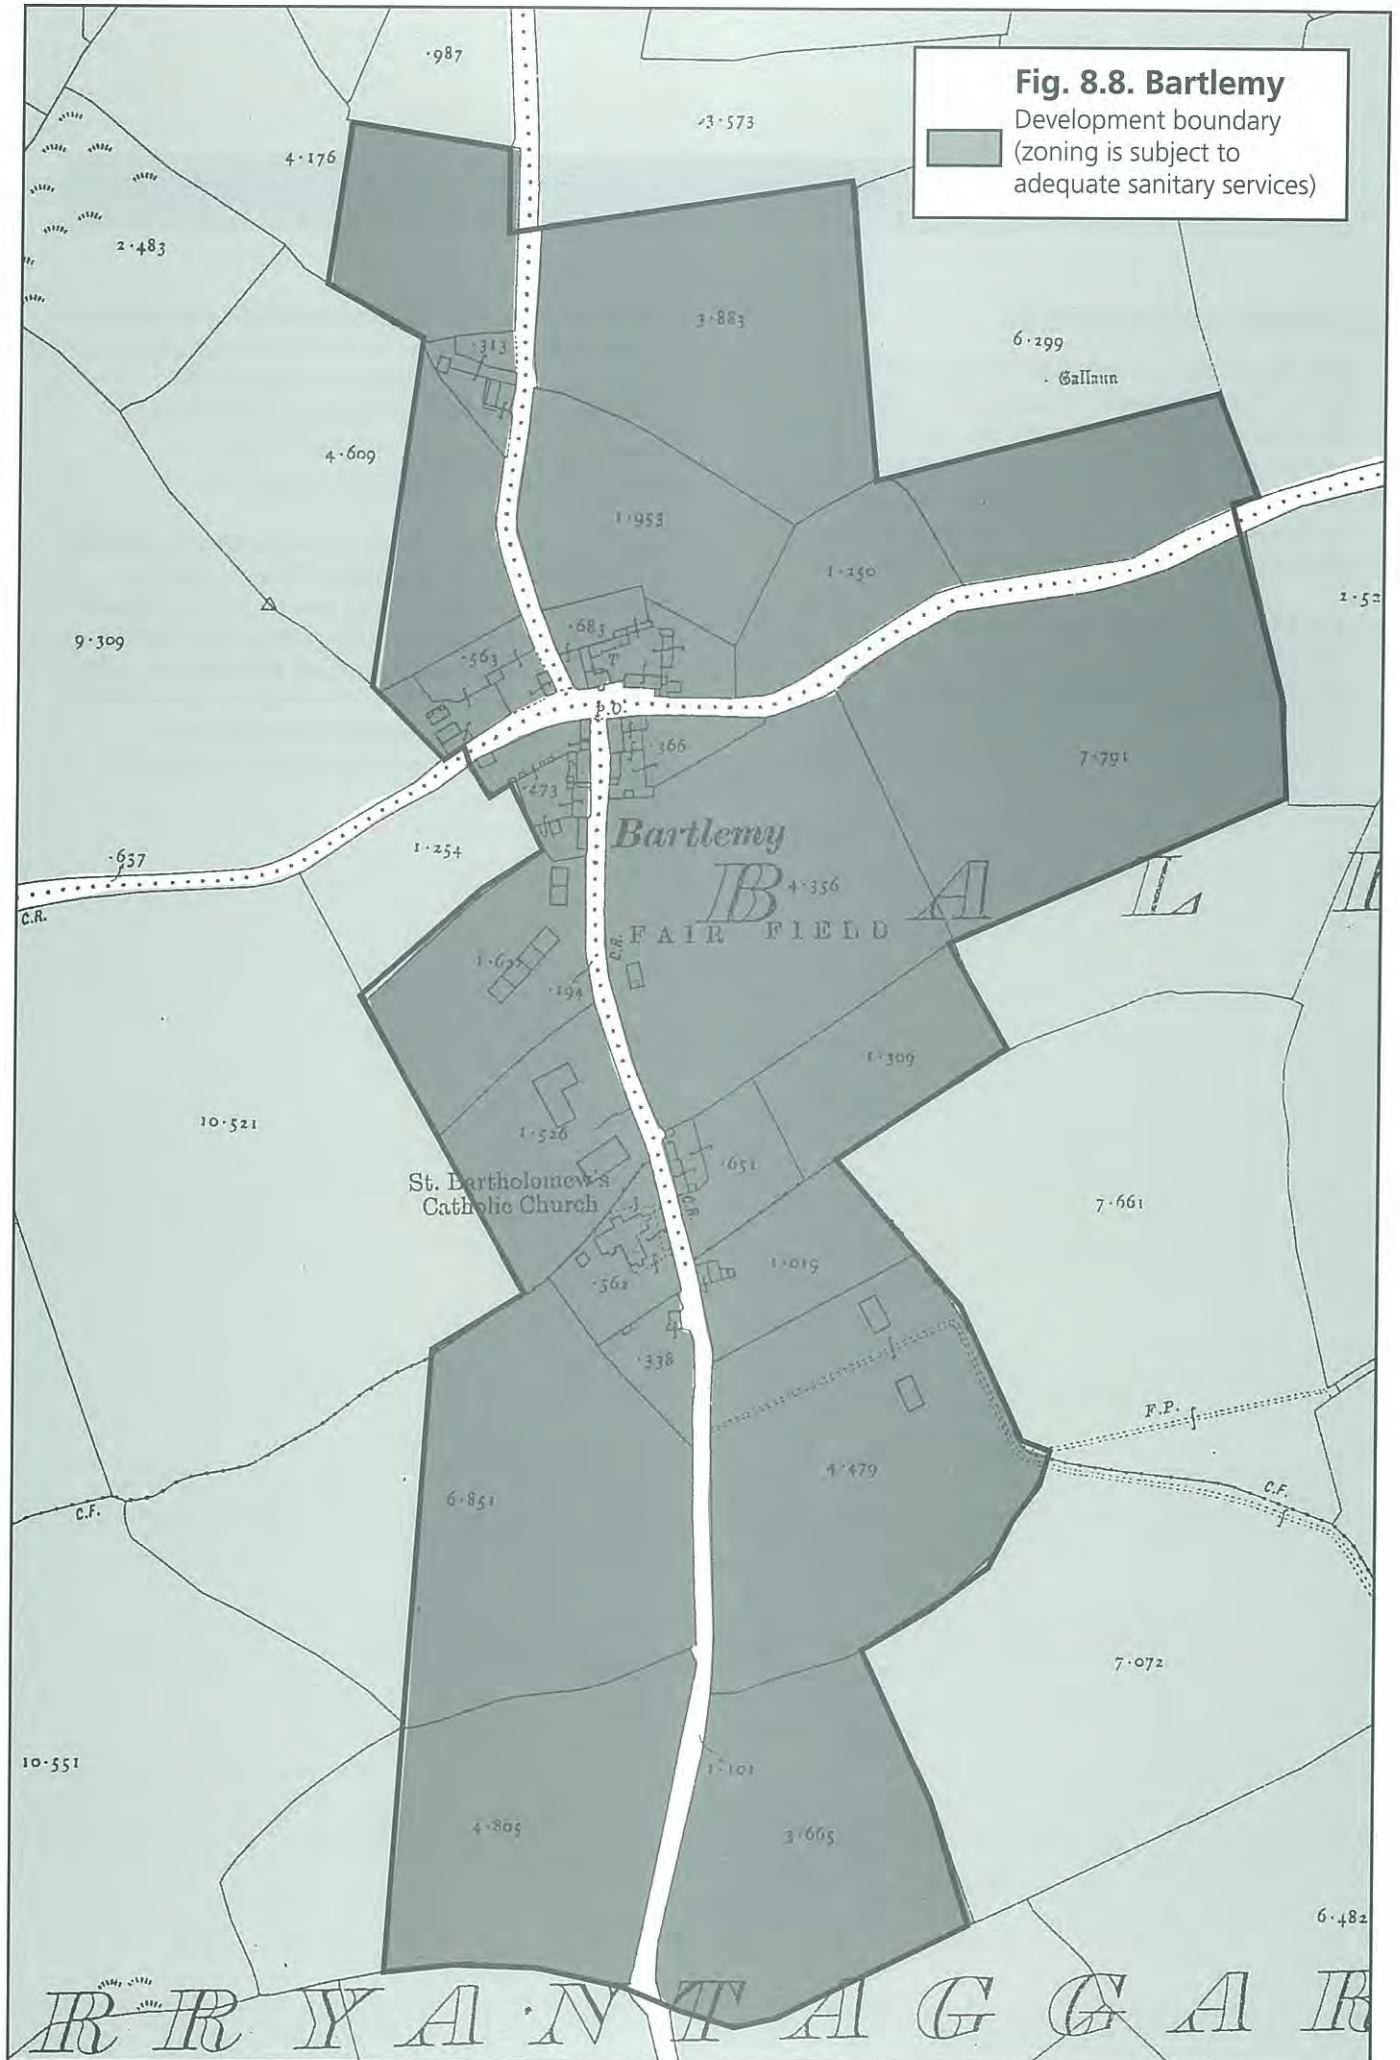 Fig. 8.8. Bartlemy
Development boundary
(zoning is subject to
adequate sanitary services)
·987
3·573
4·176
2·483
3·883
6·299
Gallaun
·313
4·609
1·953
1·250
9·309
·683
·563
T
P.O.
·366
7·791
·473
Bartlemy
1·254
·637
C.R.
4·356
B A L
FAIR FIELD
C.R.
·194
1·309
10·521
1·526
·651
St. Bartholomew's
Catholic Church
C.R.
7·661
1·019
·562
·338
F.P.
4·479
C.F.
6·851
C.F.
7·072
10·551
1·101
4·805
3·665
6·482
R R Y A N T A G G A R